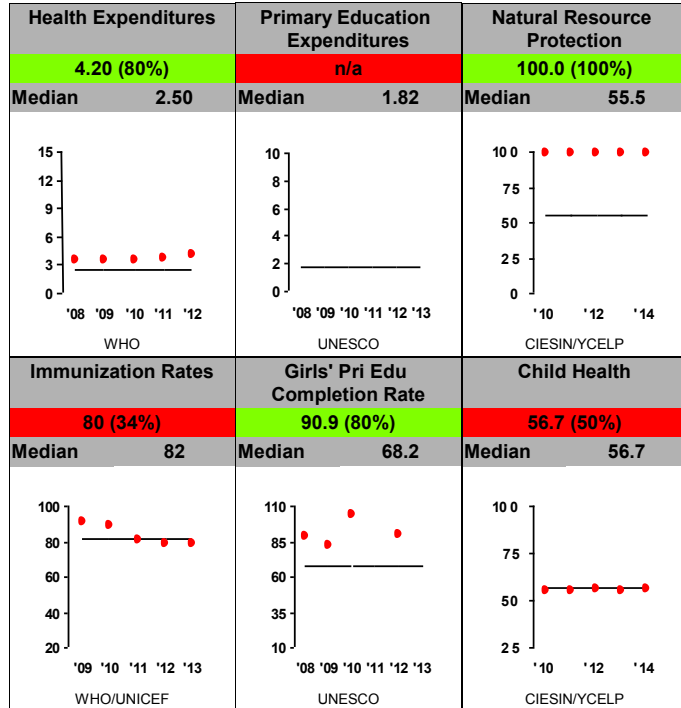 Health Expenditures
4.20 (80%)
Median 2.50
15
12
9
6
3
0
'08 '09 '10 '11 '12
WHO
Primary Education
Expenditures
n/a
Median 1.82
10
8
6
4
2
0
'08 '09 '10 '11 '12 '13
UNESCO
Natural Resource
Protection
100.0 (100%)
Median 55.5
100
75
50
25
0
'10 '12 '14
CIESIN/YCELP
Immunization Rates
80 (34%)
Median 82
100
80
60
40
20
'09 '10 '11 '12 '13
WHO/UNICEF
Girls' Pri Edu
Completion Rate
90.9 (80%)
Median 68.2
110
85
60
35
10
'08 '09 '10 '11 '12 '13
UNESCO
Child Health
56.7 (50%)
Median 56.7
100
75
50
25
'10 '12 '14
CIESIN/YCELP